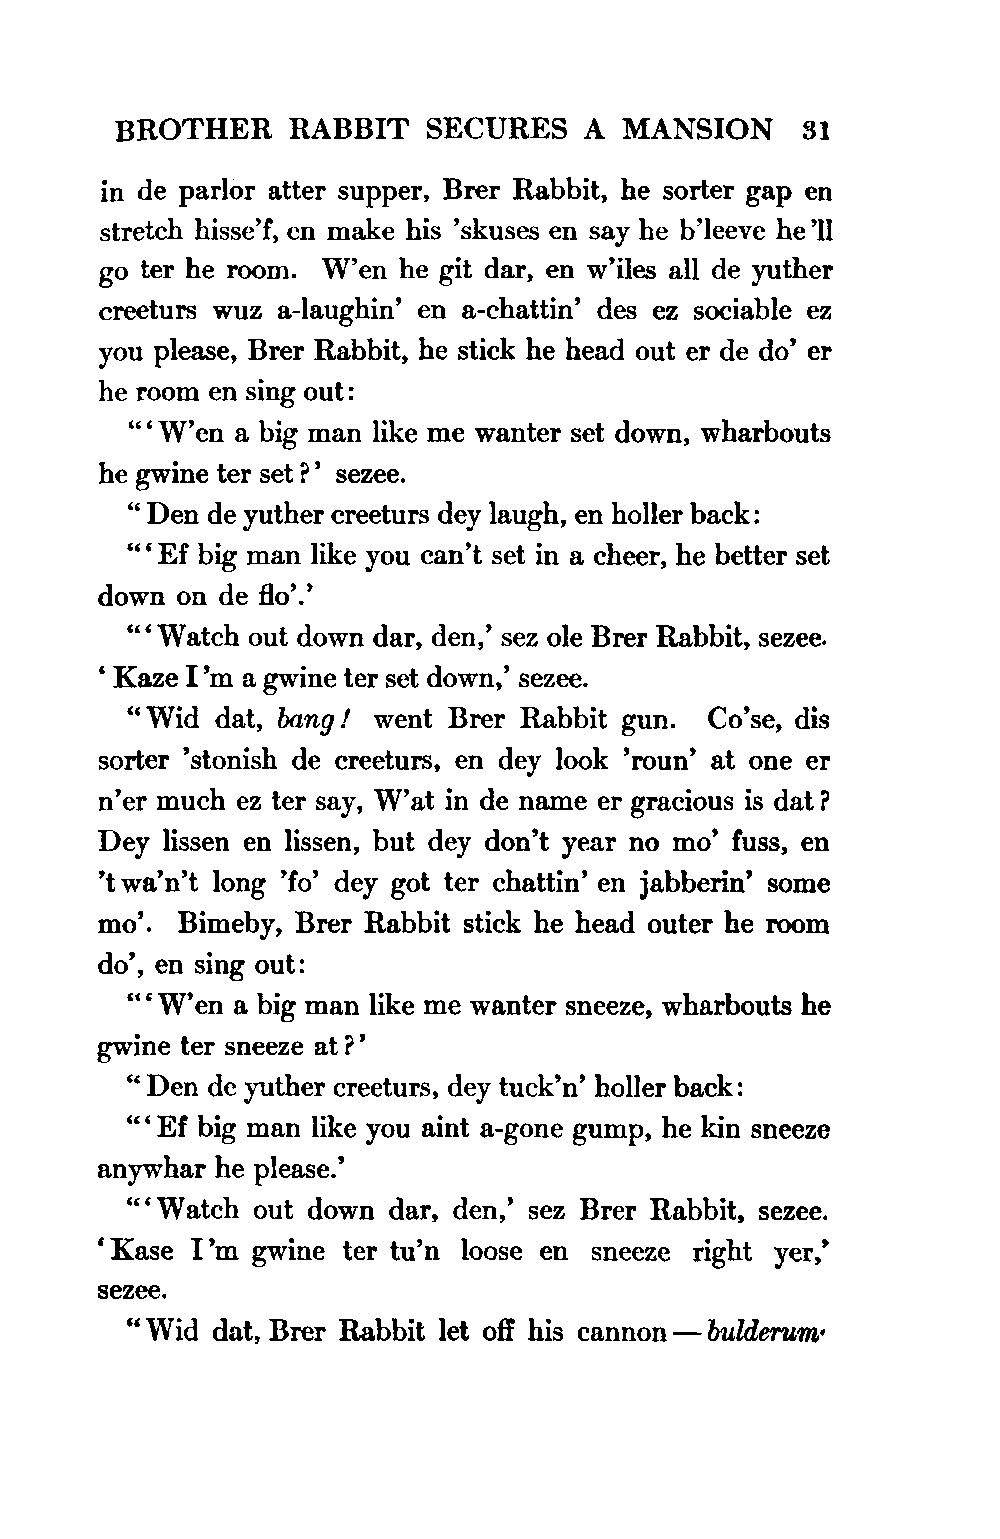 BROTHER RABBIT SECURES A MANSION 31
in de parlor atter supper, Brer Rabbit, he sorter gap en
stretch hisse'f, en make his 'skuses en say he b'leeve he 'll
go ter he room. W'en he git dar, en w'iles all de yuther
creeturs wuz a-laughin' en a-chattin' des ez sociable ez
you please, Brer Rabbit, he stick he head out er de do' er
he room en sing out:
"'W'en a big man like me wanter set down, wharbouts
he gwine ter set?' sezee.
"Den de yuther creeturs dey laugh, en holler back:
"'Ef big man like you can't set in a cheer, he better set
down on de flo'.'
"'Watch out down dar, den,' sez ole Brer Rabbit, sezee.
'Kaze I 'm a gwine ter set down,' sezee.
"Wid dat, bang! went Brer Rabbit gun. Co'se, dis
sorter 'stonish de creeturs, en dey look 'roun' at one er
n'er much ez ter say, W'at in de name er gracious is dat?
Dey lissen en lissen, but dey don't year no mo' fuss, en
't wa'n't long 'fo' dey got ter chattin' en jabberin' some
mo'. Bimeby, Brer Rabbit stick he head outer he room
do', en sing out:
"'W'en a big man like me wanter sneeze, wharbouts he
gwine ter sneeze at?'
"Den de yuther creeturs, dey tuck'n' holler back:
"'Ef big man like you aint a-gone gump, he kin sneeze
anywhar he please.'
"'Watch out down dar, den,' sez Brer Rabbit, sezee.
'Kase I 'm gwine ter tu'n loose en sneeze right yer,'
sezee.
"Wid dat, Brer Rabbit let off his cannon — bulderum-